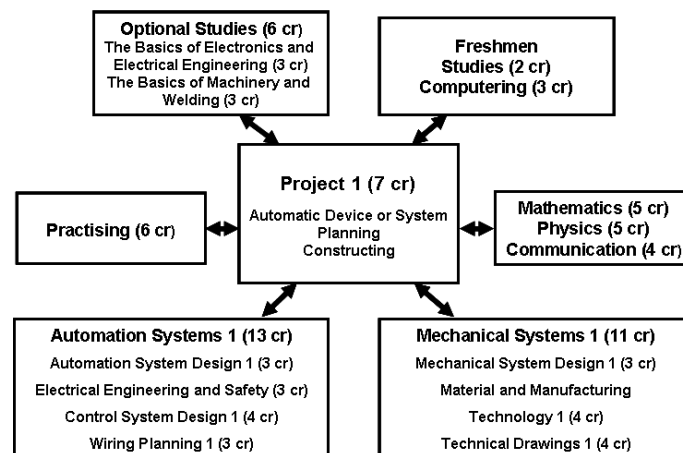 Optional Studies (6 cr)
The Basics of Electronics and
Electrical Engineering (3 cr)
The Basics of Machinery and
Welding (3 cr)
Freshmen
Studies (2 cr)
Computering (3 cr)
Project 1 (7 cr)
Automatic Device or System
Planning
Constructing
Practising (6 cr)
Mathematics (5 cr)
Physics (5 cr)
Communication (4 cr)
Automation Systems 1 (13 cr)
Automation System Design 1 (3 cr)
Electrical Engineering and Safety (3 cr)
Control System Design 1 (4 cr)
Wiring Planning 1 (3 cr)
Mechanical Systems 1 (11 cr)
Mechanical System Design 1 (3 cr)
Material and Manufacturing
Technology 1 (4 cr)
Technical Drawings 1 (4 cr)